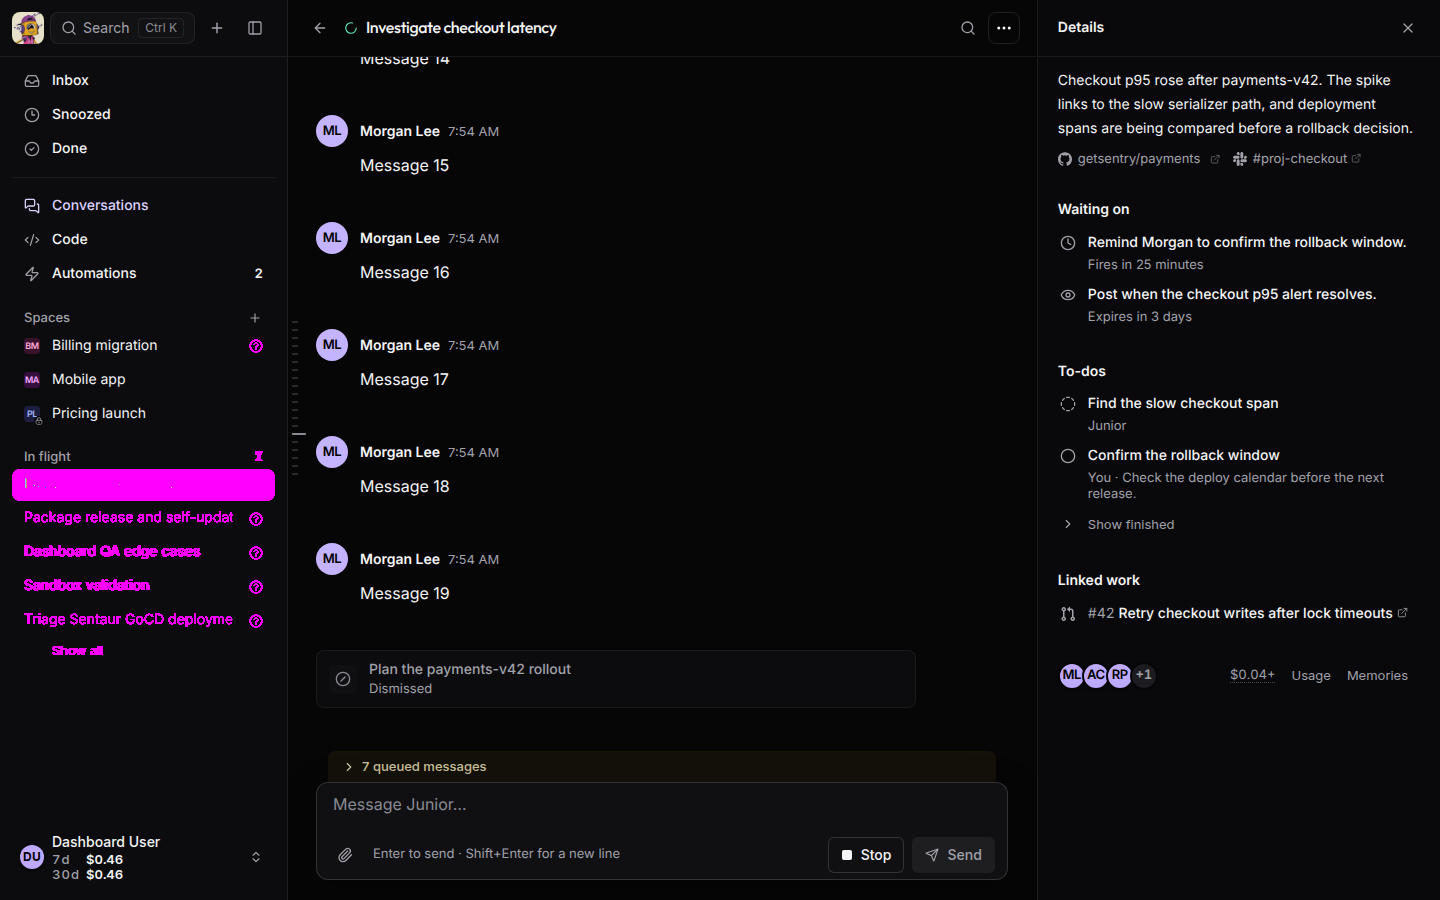 Search Ctrl K
Inbox
Snoozed
Done
Conversations
Code
Automations 2
Spaces
BM Billing migration
MA Mobile app
PL Pricing launch
In flight
Package release and self-updat
Dashboard QA edge cases
Sandbox validation
Triage Sentaur GoCD deployme
Show all
DU Dashboard User
7d $0.46
30d $0.46
Investigate checkout latency
Message 14
ML Morgan Lee 7:54 AM
Message 15
ML Morgan Lee 7:54 AM
Message 16
ML Morgan Lee 7:54 AM
Message 17
ML Morgan Lee 7:54 AM
Message 18
ML Morgan Lee 7:54 AM
Message 19
Plan the payments-v42 rollout
Dismissed
7 queued messages
Message Junior...
Enter to send · Shift+Enter for a new line
Stop
Send
Details
Checkout p95 rose after payments-v42. The spike
links to the slow serializer path, and deployment
spans are being compared before a rollback decision.
getsentry/payments #proj-checkout
Waiting on
Remind Morgan to confirm the rollback window.
Fires in 25 minutes
Post when the checkout p95 alert resolves.
Expires in 3 days
To-dos
Find the slow checkout span
Junior
Confirm the rollback window
You · Check the deploy calendar before the next
release.
Show finished
Linked work
#42 Retry checkout writes after lock timeouts
ML AC RP +1 $0.04+ Usage Memories